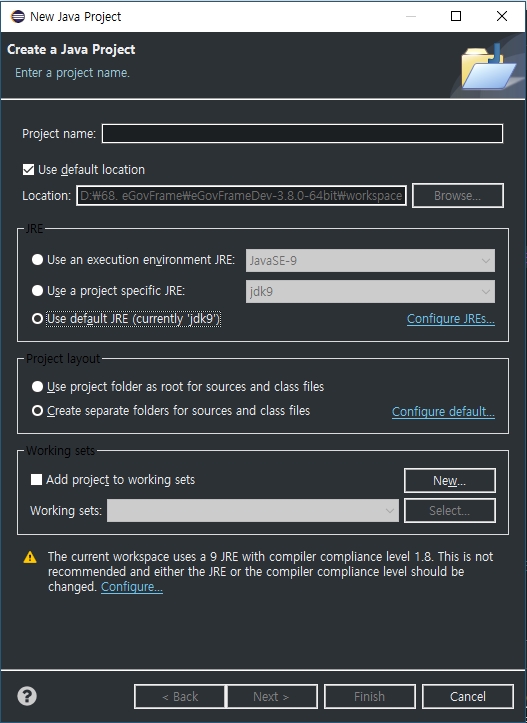 New Java Project
Create a Java Project
Enter a project name.
Project name:
Use default location
Location: D:₩68. eGovFrame₩eGovFrameDev-3.8.0-64bit₩workspace Browse...
JRE
Use an execution environment JRE: JavaSE-9
Use a project specific JRE: jdk9
Use default JRE (currently 'jdk9') Configure JREs...
Project layout
Use project folder as root for sources and class files
Create separate folders for sources and class files Configure default...
Working sets
Add project to working sets New...
Working sets: Select...
The current workspace uses a 9 JRE with compiler compliance level 1.8. This is not
recommended and either the JRE or the compiler compliance level should be
changed. Configure...
? < Back Next > Finish Cancel